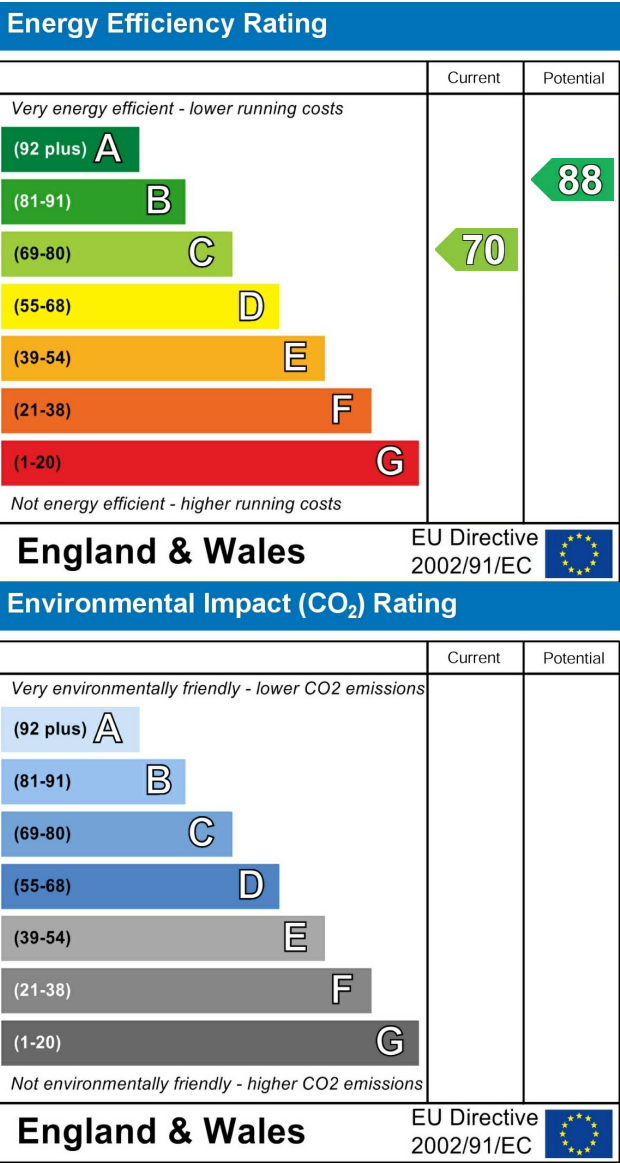 Energy Efficiency Rating
Current Potential
Very energy efficient - lower running costs
(92 plus) A
(81-91) B
88
(69-80) C
70
(55-68) D
(39-54) E
(21-38) F
(1-20) G
Not energy efficient - higher running costs
England & Wales
EU Directive
2002/91/EC
Environmental Impact (CO₂) Rating
Current Potential
Very environmentally friendly - lower CO2 emissions
(92 plus) A
(81-91) B
(69-80) C
(55-68) D
(39-54) E
(21-38) F
(1-20) G
Not environmentally friendly - higher CO2 emissions
England & Wales
EU Directive
2002/91/EC